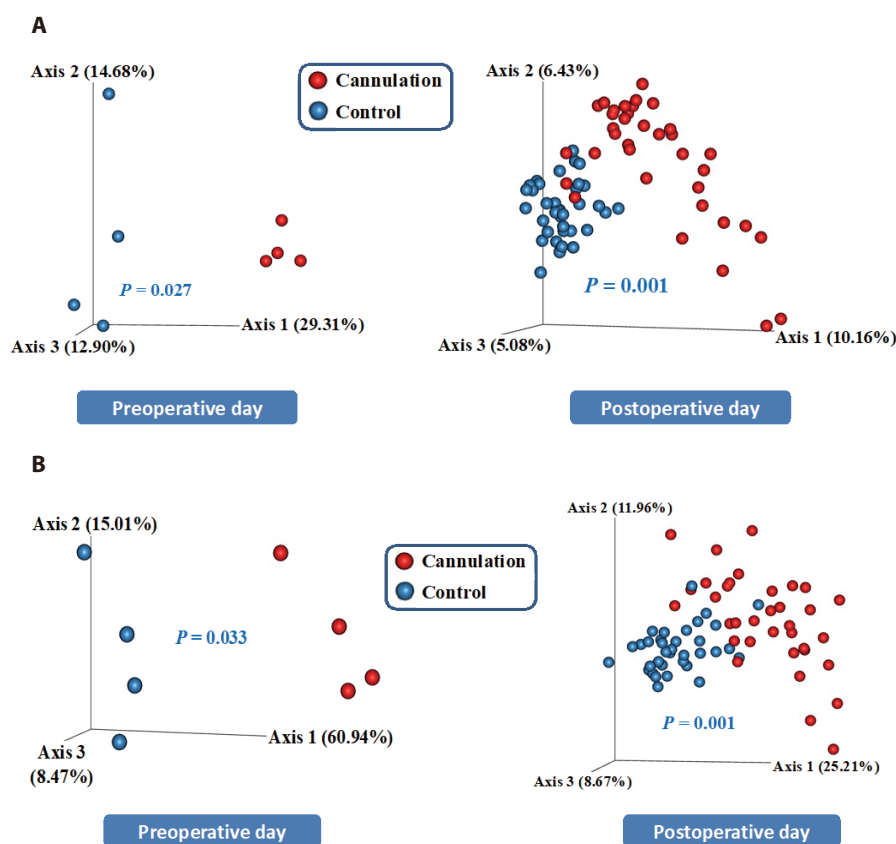 A
Axis 2 (14.68%)
Cannulation
Control
P = 0.027
Axis 1 (29.31%)
Axis 3 (12.90%)
Preoperative day
Axis 2 (6.43%)
P = 0.001
Axis 3 (5.08%)
Axis 1 (10.16%)
Postoperative day
B
Axis 2 (15.01%)
Cannulation
Control
P = 0.033
Axis 1 (60.94%)
Axis 3
(8.47%)
Preoperative day
Axis 2 (11.96%)
P = 0.001
Axis 3 (8.67%)
Axis 1 (25.21%)
Postoperative day